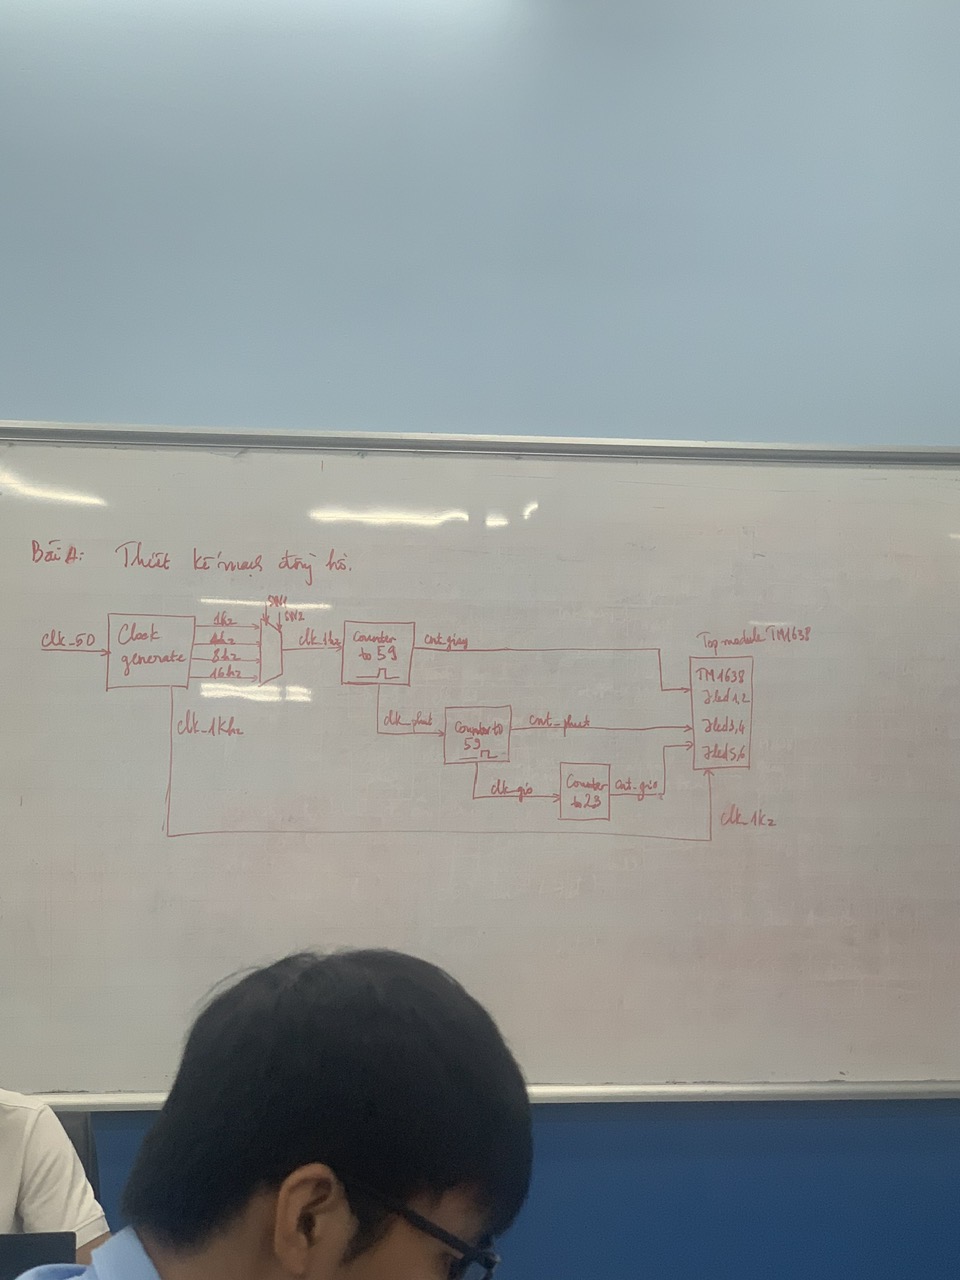 Bài A: Thiết kế mạch đồng hồ.
SW1
SW2
clk_50
Clock
generate
1hz
4hz
8hz
16hz
clk_1hz
Counter
to 59
cnt_giay
clk_1Khz
clk_phut
Counter to
59
cnt_phut
clk_gio
Counter
to 23
cnt_gio
Top module TM1638
TM1638
7led1,2
7led3,4
7led5,6
clk_1kz